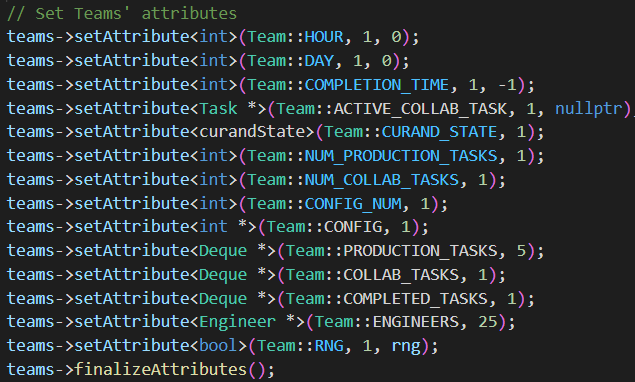 // Set Teams' attributes
teams->setAttribute<int>(Team::HOUR, 1, 0);
teams->setAttribute<int>(Team::DAY, 1, 0);
teams->setAttribute<int>(Team::COMPLETION_TIME, 1, -1);
teams->setAttribute<Task *>(Team::ACTIVE_COLLAB_TASK, 1, nullptr)
teams->setAttribute<curandState>(Team::CURAND_STATE, 1);
teams->setAttribute<int>(Team::NUM_PRODUCTION_TASKS, 1);
teams->setAttribute<int>(Team::NUM_COLLAB_TASKS, 1);
teams->setAttribute<int>(Team::CONFIG_NUM, 1);
teams->setAttribute<int *>(Team::CONFIG, 1);
teams->setAttribute<Deque *>(Team::PRODUCTION_TASKS, 5);
teams->setAttribute<Deque *>(Team::COLLAB_TASKS, 1);
teams->setAttribute<Deque *>(Team::COMPLETED_TASKS, 1);
teams->setAttribute<Engineer *>(Team::ENGINEERS, 25);
teams->setAttribute<bool>(Team::RNG, 1, rng);
teams->finalizeAttributes();